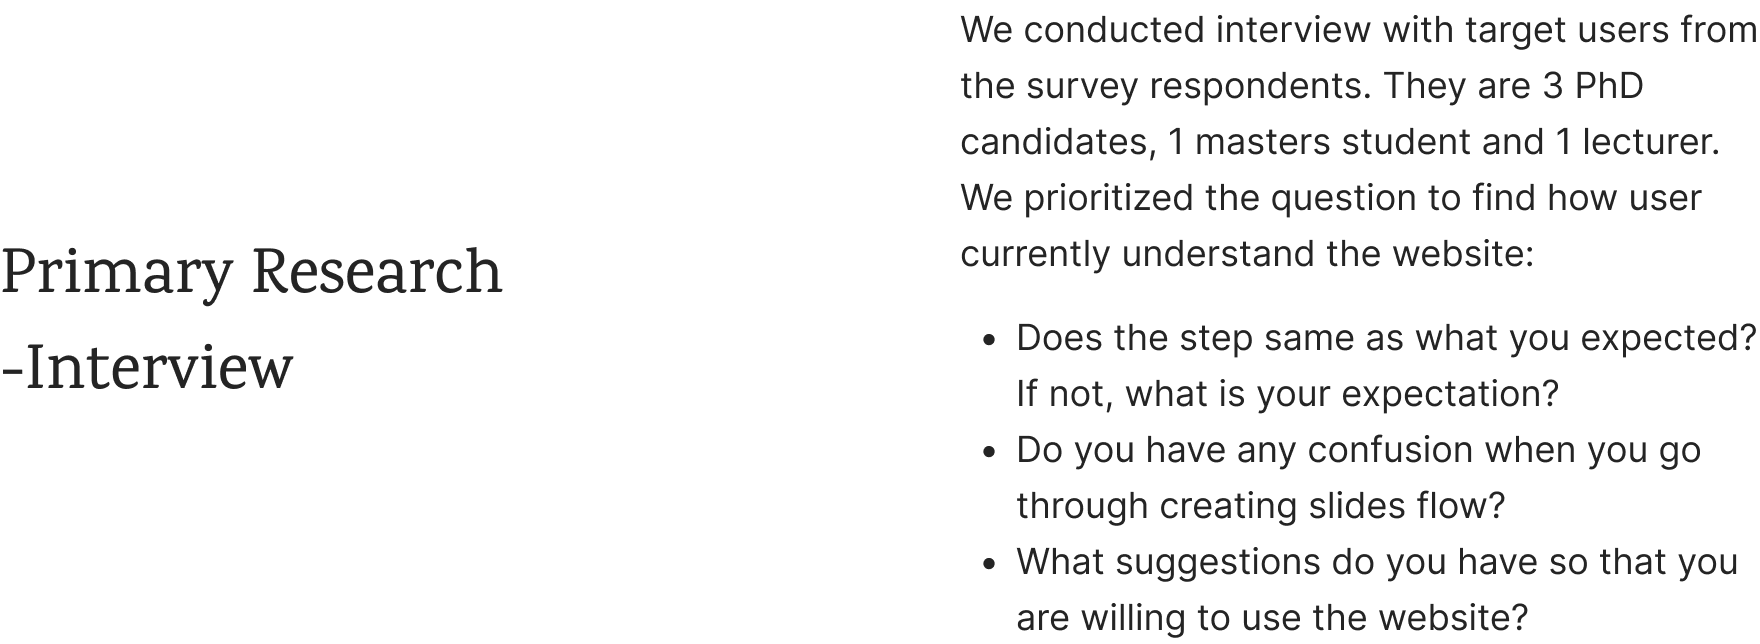 Primary Research
-Interview
We conducted interview with target users from
the survey respondents. They are 3 PhD
candidates, 1 masters student and 1 lecturer.
We prioritized the question to find how user
currently understand the website:
• Does the step same as what you expected?
If not, what is your expectation?
• Do you have any confusion when you go
through creating slides flow?
• What suggestions do you have so that you
are willing to use the website?